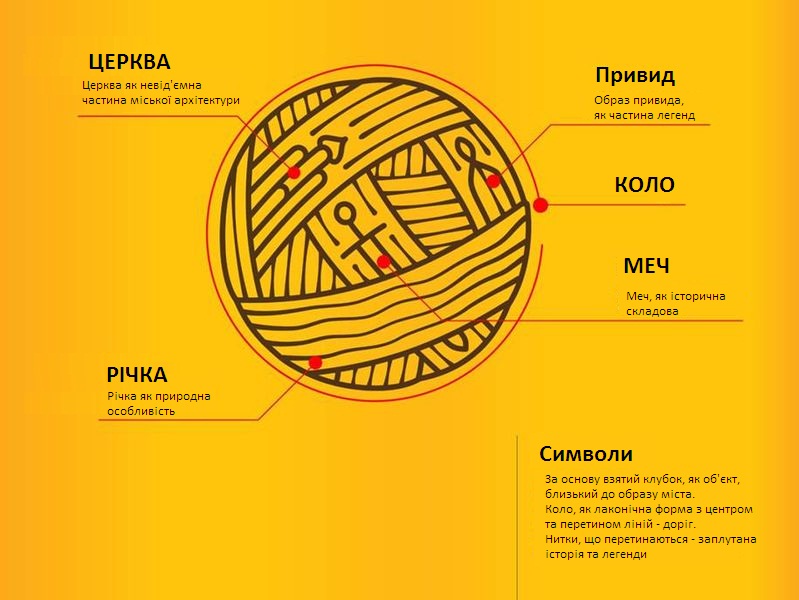 ЦЕРКВА
Церква як невід'ємна
частина міської архітектури
Привид
Образ привида,
як частина легенд
КОЛО
МЕЧ
Меч, як історична
складова
РІЧКА
Річка як природна
особливість
Символи
За основу взятий клубок, як об'єкт,
близький до образу міста.
Коло, як лаконічна форма з центром
та перетином ліній - доріг.
Нитки, що перетинаються - заплутана
історія та легенди